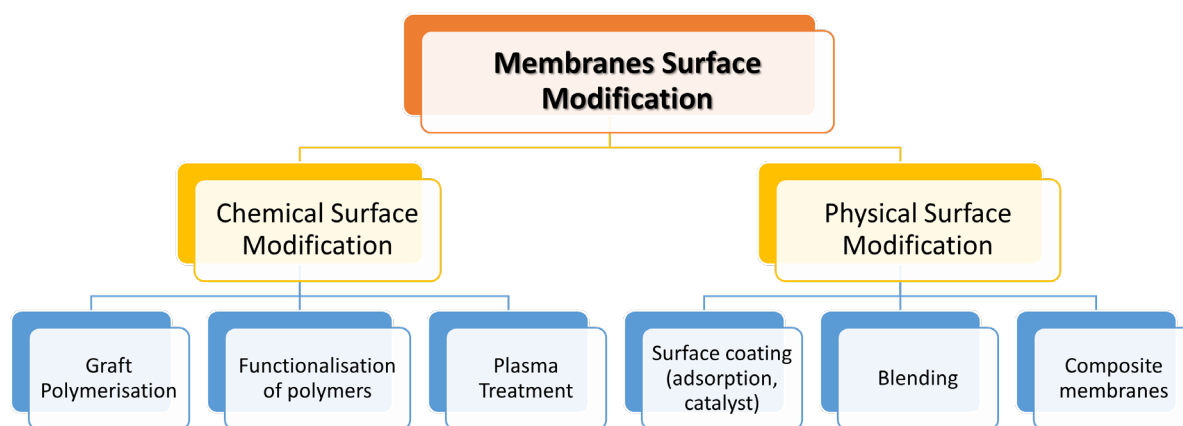 Membranes Surface
Modification
Chemical Surface
Modification
Physical Surface
Modification
Graft
Polymerisation
Functionalisation
of polymers
Plasma
Treatment
Surface coating
(adsorption,
catalyst)
Blending
Composite
membranes